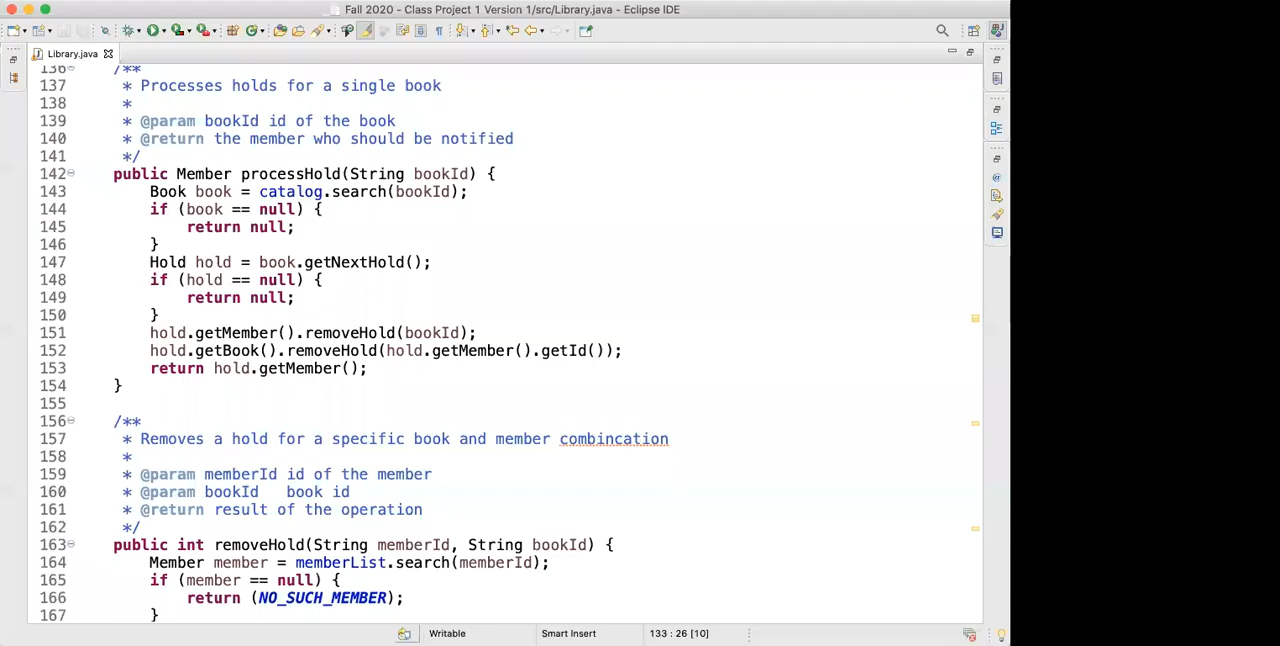 Fall 2020 - Class Project 1 Version 1/src/Library.java - Eclipse IDE
Library.java
136 /**
137 * Processes holds for a single book
138 *
139 * @param bookId id of the book
140 * @return the member who should be notified
141 */
142 public Member processHold(String bookId) {
143 Book book = catalog.search(bookId);
144 if (book == null) {
145 return null;
146 }
147 Hold hold = book.getNextHold();
148 if (hold == null) {
149 return null;
150 }
151 hold.getMember().removeHold(bookId);
152 hold.getBook().removeHold(hold.getMember().getId());
153 return hold.getMember();
154 }
155
156 /**
157 * Removes a hold for a specific book and member combincation
158 *
159 * @param memberId id of the member
160 * @param bookId   book id
161 * @return result of the operation
162 */
163 public int removeHold(String memberId, String bookId) {
164 Member member = memberList.search(memberId);
165 if (member == null) {
166 return (NO_SUCH_MEMBER);
167 }
Writable Smart Insert 133 : 26 [10]